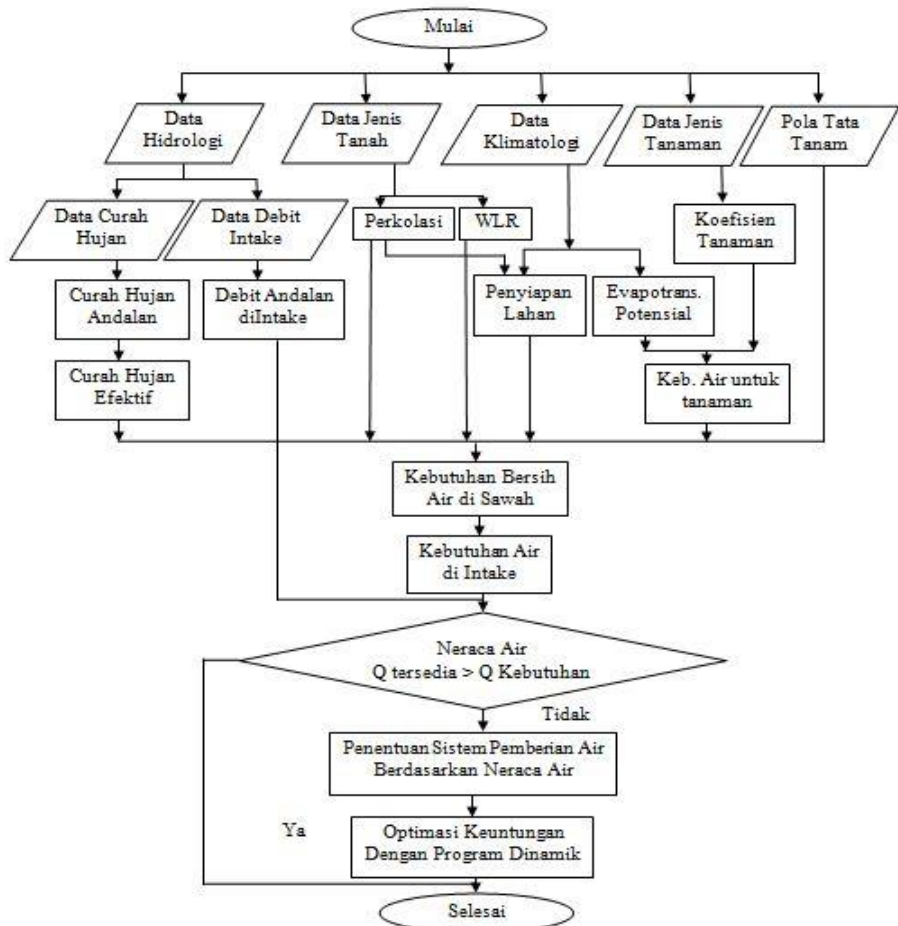 Mulai
Data
Hidrologi
Data Jenis
Tanah
Data
Klimatologi
Data Jenis
Tanaman
Pola Tata
Tanam
Data Curah
Hujan
Data Debit
Intake
Perkolasi
WLR
Koefisien
Tanaman
Curah Hujan
Andalan
Debit Andalan
diIntake
Penyiapan
Lahan
Evapotrans.
Potensial
Curah Hujan
Efektif
Keb. Air untuk
tanaman
Kebutuhan Bersih
Air di Sawah
Kebutuhan Air
di Intake
Neraca Air
Q tersedia > Q Kebutuhan
Tidak
Penentuan Sistem Pemberian Air
Berdasarkan Neraca Air
Ya
Optimasi Keuntungan
Dengan Program Dinamik
Selesai